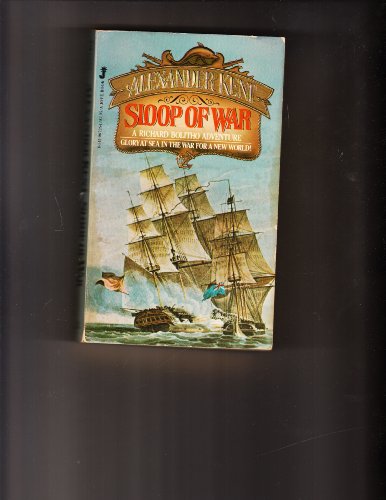 ALEXANDER KENT
SLOOP OF WAR
A RICHARD BOLITHO ADVENTURE
GLORY AT SEA IN THE WAR FOR A NEW WORLD!